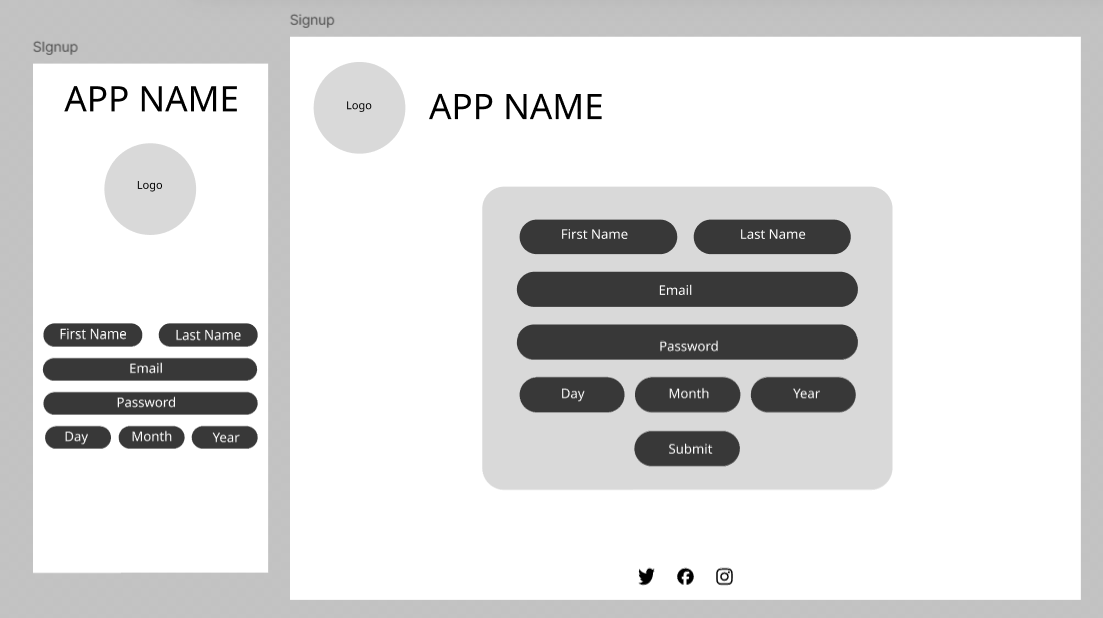 SIgnup
APP NAME
Logo
First Name Last Name
Email
Password
Day Month Year
Signup
Logo
APP NAME
First Name Last Name
Email
Password
Day Month Year
Submit